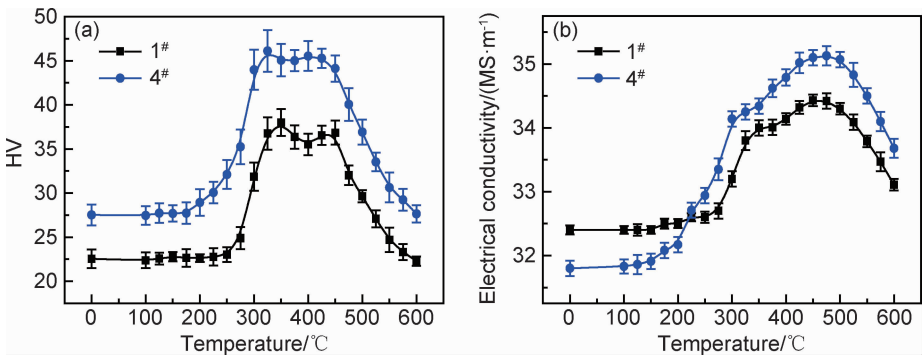 (a)
1#
4#
50
45
40
35
30
25
20
HV
0 100 200 300 400 500 600
Temperature/℃
(b)
1#
4#
35
34
33
32
31
Electrical conductivity/(MS·m⁻¹)
0 100 200 300 400 500 600
Temperature/℃